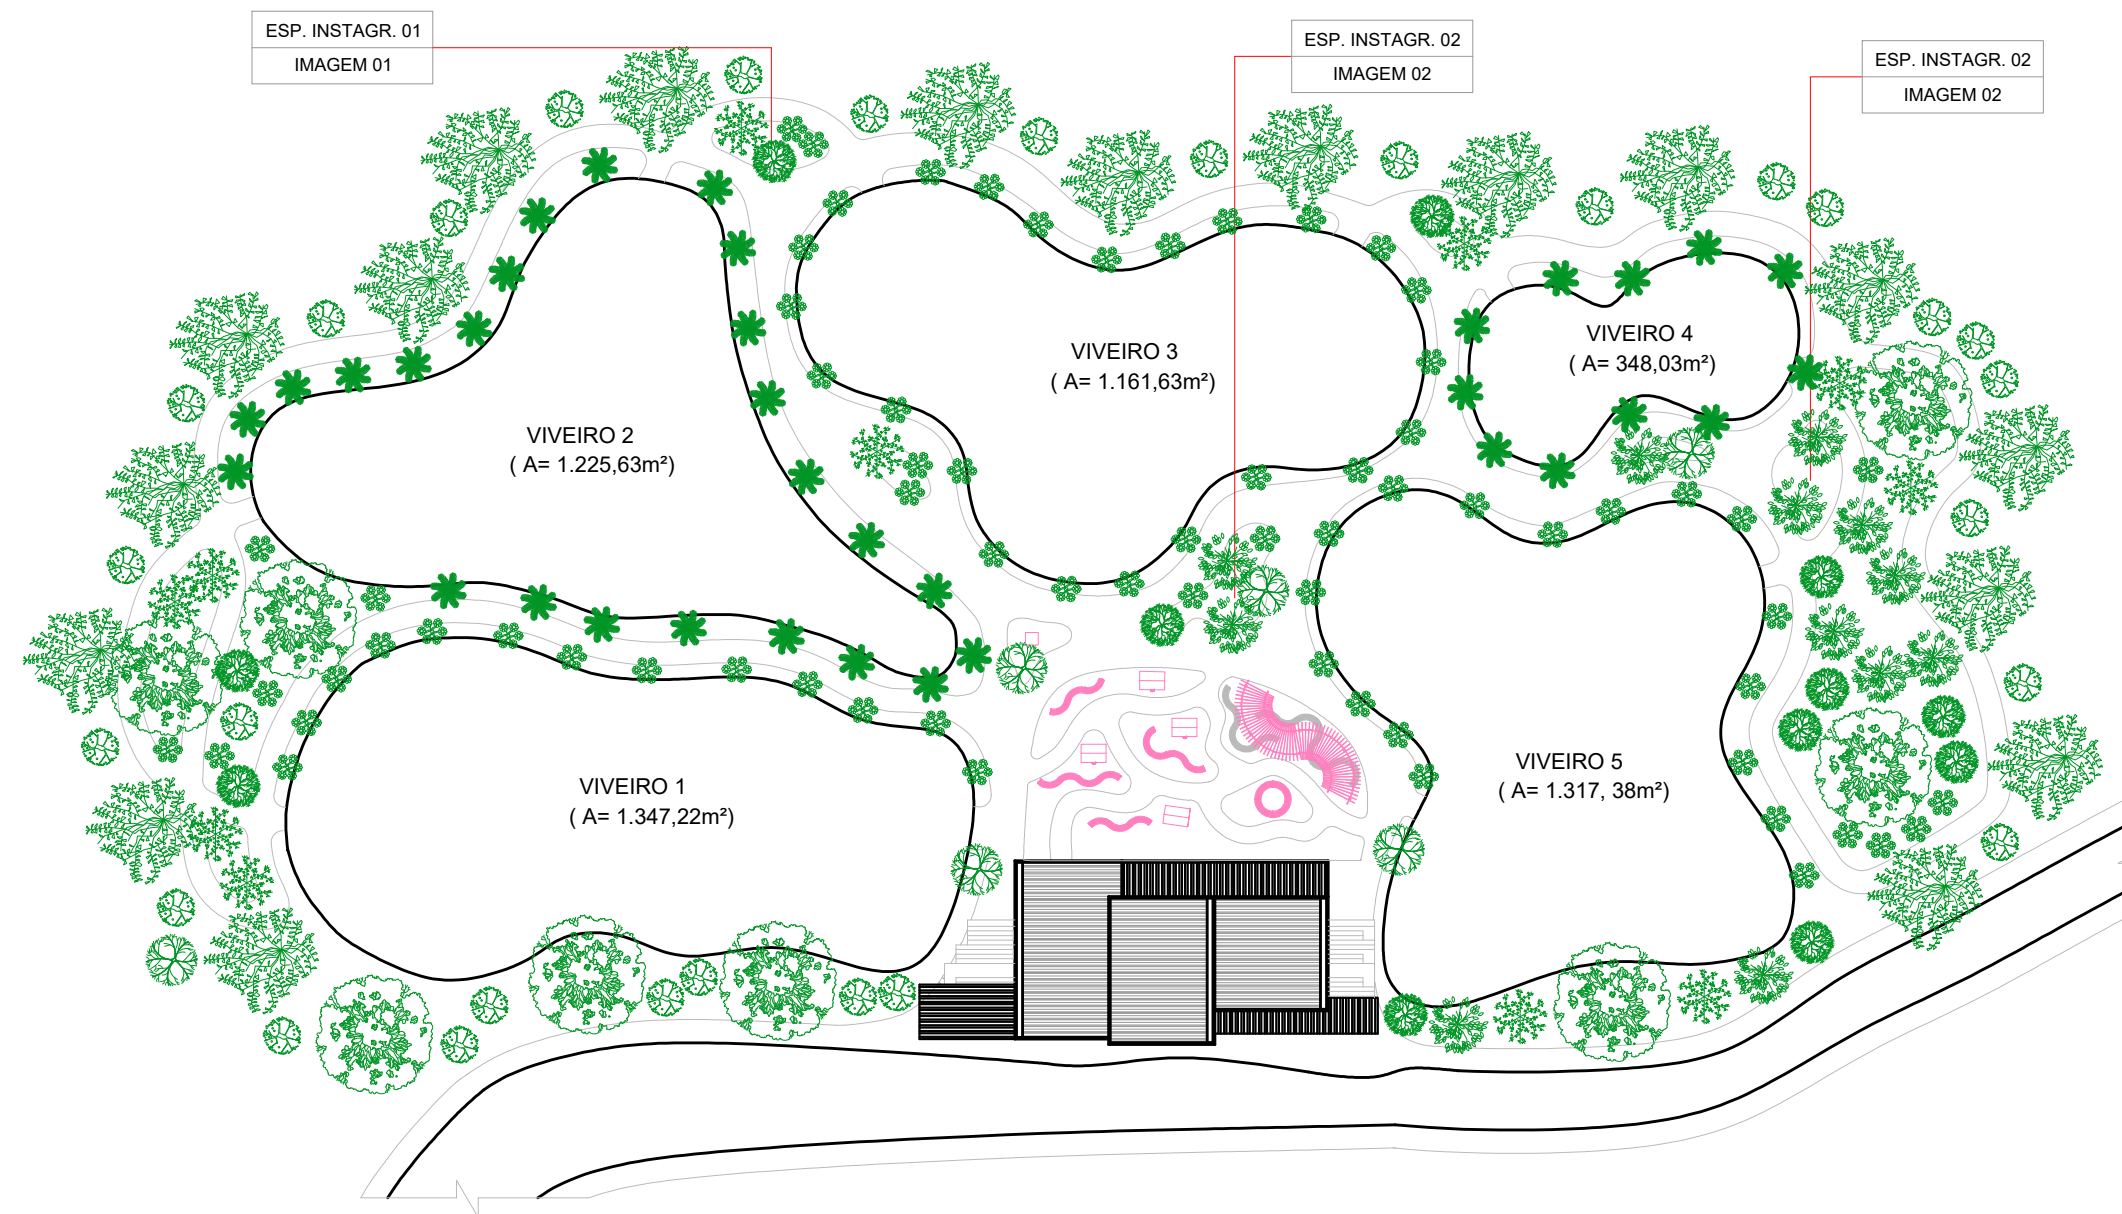 ESP. INSTAGR. 01
IMAGEM 01
ESP. INSTAGR. 02
IMAGEM 02
ESP. INSTAGR. 02
IMAGEM 02
VIVEIRO 3
( A= 1.161,63m²)
VIVEIRO 4
( A= 348,03m²)
VIVEIRO 2
( A= 1.225,63m²)
VIVEIRO 1
( A= 1.347,22m²)
VIVEIRO 5
( A= 1.317, 38m²)